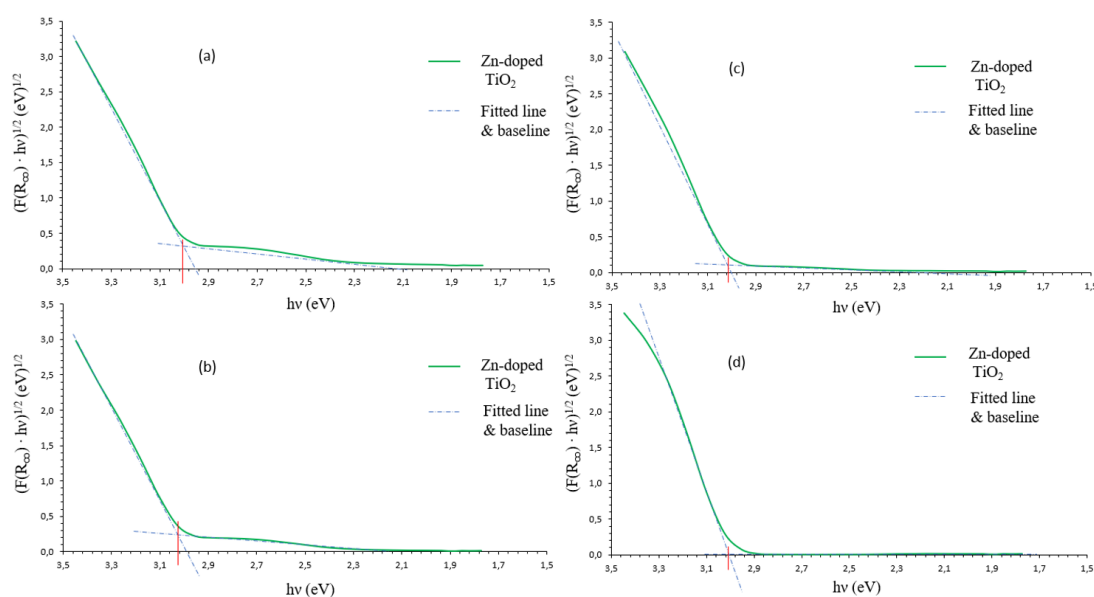 (a)
3,5
3,0
2,5
2,0
1,5
1,0
0,5
0,0
(F(R∞) · hν)1/2 (eV)1/2
3,5 3,3 3,1 2,9 2,7 2,5 2,3 2,1 1,9 1,7 1,5
hν (eV)
Zn-doped
TiO2
Fitted line
& baseline
(c)
3,5
3,0
2,5
2,0
1,5
1,0
0,5
0,0
(F(R∞) · hν)1/2 (eV)1/2
3,5 3,3 3,1 2,9 2,7 2,5 2,3 2,1 1,9 1,7 1,5
hν (eV)
Zn-doped
TiO2
Fitted line
& baseline
(b)
3,5
3,0
2,5
2,0
1,5
1,0
0,5
0,0
(F(R∞) · hν)1/2 (eV)1/2
3,5 3,3 3,1 2,9 2,7 2,5 2,3 2,1 1,9 1,7 1,5
hν (eV)
Zn-doped
TiO2
Fitted line
& baseline
(d)
3,5
3,0
2,5
2,0
1,5
1,0
0,5
0,0
(F(R∞) · hν)1/2 (eV)1/2
3,5 3,3 3,1 2,9 2,7 2,5 2,3 2,1 1,9 1,7 1,5
hν (eV)
Zn-doped
TiO2
Fitted line
& baseline